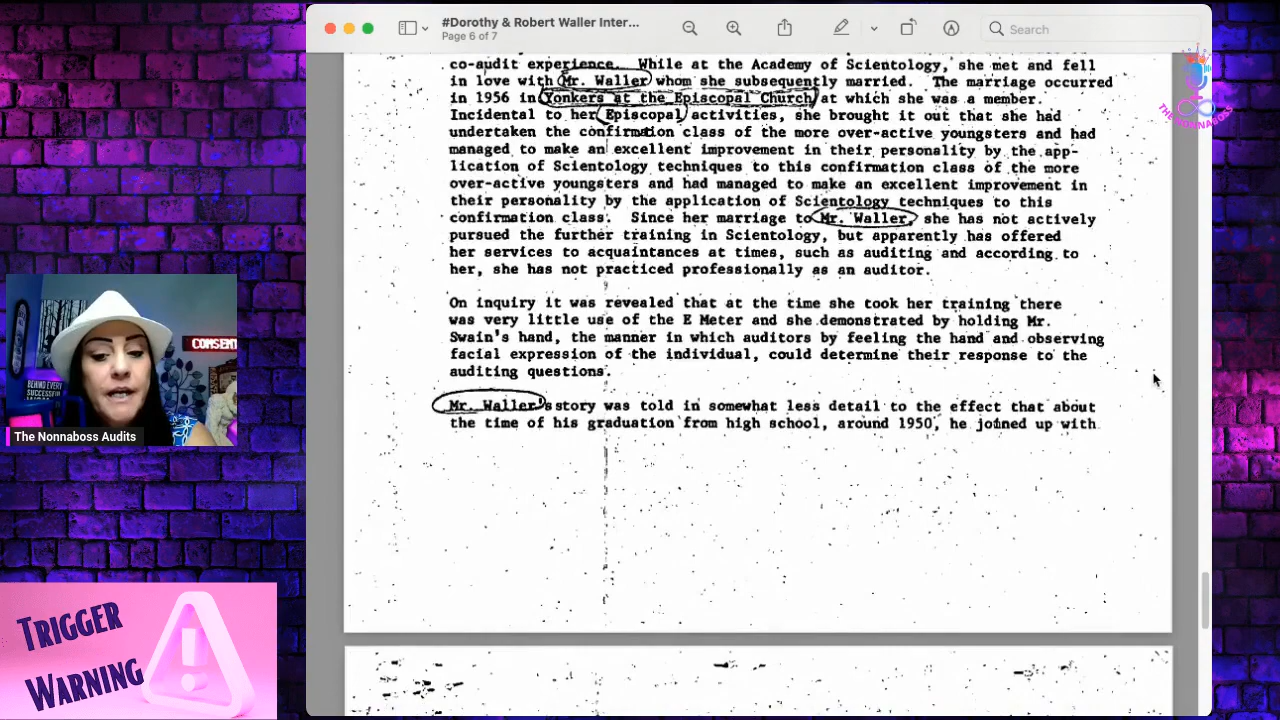 #Dorothy & Robert Waller Inter...
Page 6 of 7
Search
co-audit experience. While at the Academy of Scientology, she met and fell
in love with Mr. Waller whom she subsequently married. The marriage occurred
in 1956 in Yonkers at the Episcopal Church at which she was a member.
Incidental to her Episcopal activities, she brought it out that she had
undertaken the confirmation class of the more over-active youngsters and had
managed to make an excellent improvement in their personality by the app-
lication of Scientology techniques to this confirmation class of the more
over-active youngsters and had managed to make an excellent improvement in
their personality by the application of Scientology techniques to this
confirmation class. Since her marriage to Mr. Waller, she has not actively
pursued the further training in Scientology, but apparently has offered
her services to acquaintances at times, such as auditing and according to
her, she has not practiced professionally as an auditor.
On inquiry it was revealed that at the time she took her training there
was very little use of the E Meter and she demonstrated by holding Mr.
Swain's hand, the manner in which auditors by feeling the hand and observing
facial expression of the individual, could determine their response to the
auditing questions.
Mr. Waller's story was told in somewhat less detail to the effect that about
the time of his graduation from high school, around 1950, he joined up with
THE NONNABOSS
CONSENT
BEHIND EVERY
SUCCESSFUL
The Nonnaboss Audits
TRIGGER
WARNING